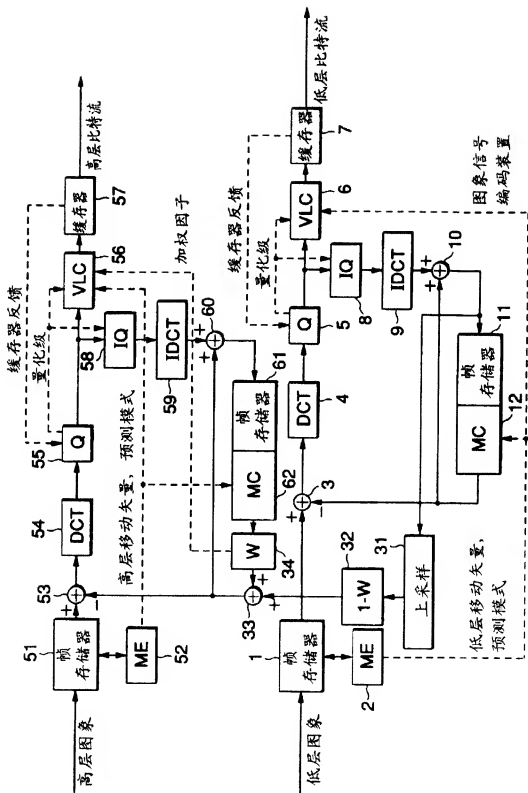 高层图象
51
帧
存储器
ME
52
53
+
−
54
DCT
55
Q
缓存器反馈
量化级
VLC
56
缓存器
57
高层比特流
58
IQ
IDCT
59
+
+
60
高层移动矢量, 预测模式
加权因子
61
帧
存储器
MC
62
W
34
+
+
33
低层图象
1
帧
存储器
ME
2
32
1-W
31
上采样
+
−
3
DCT
4
Q
5
缓存器反馈
量化级
VLC
6
缓存器
7
低层比特流
IQ
8
IDCT
9
+
+
10
11
帧
存储器
MC
12
低层移动矢量,
预测模式
图象信号
编码装置